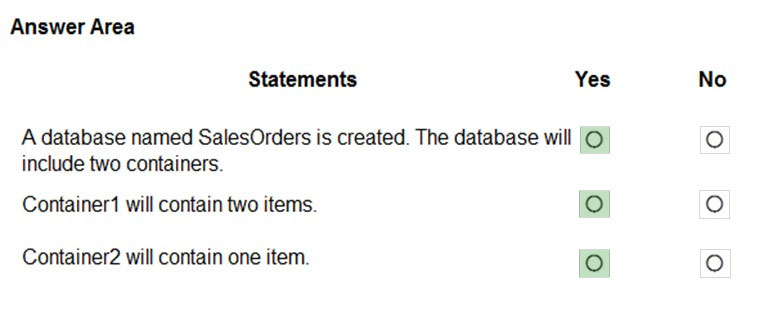 Answer Area
Statements Yes No
A database named SalesOrders is created. The database will
include two containers.
Container1 will contain two items.
Container2 will contain one item.